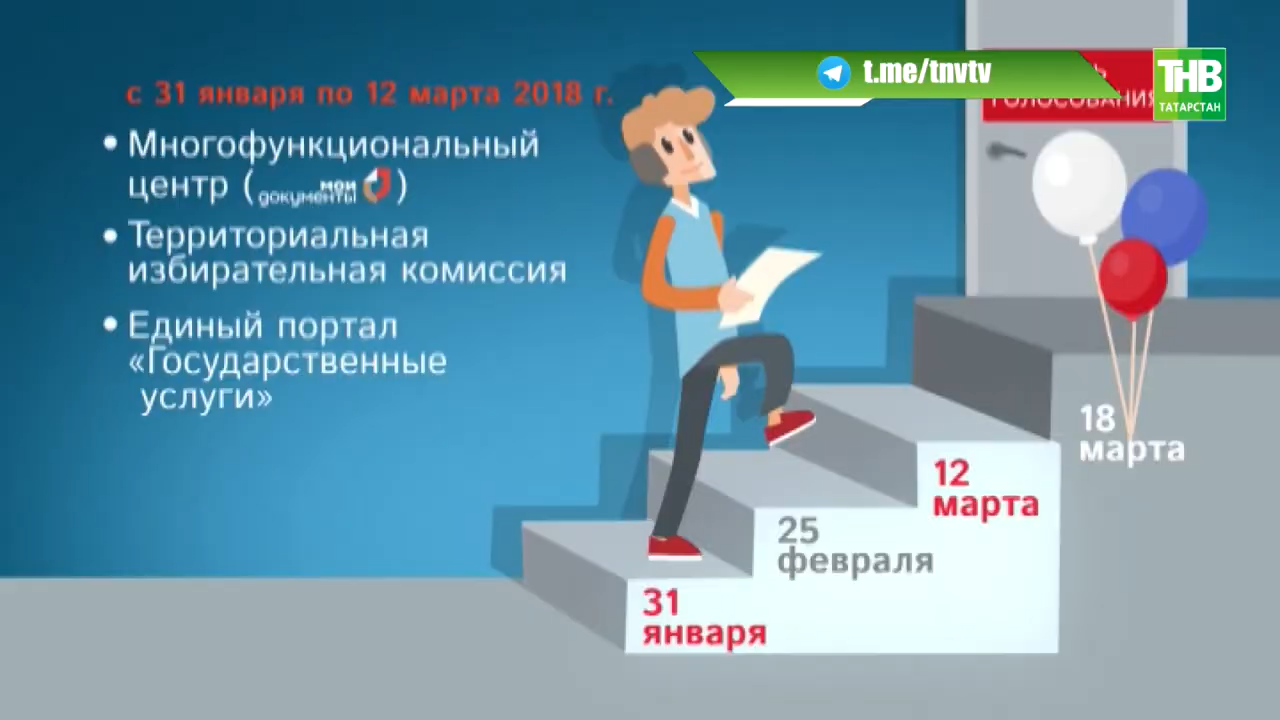 t.me/tnvtv
ТНВ
ТАТАРСТАН
ГОЛОСОВАНИЯ
с 31 января по 12 марта 2018 г.
• Многофункциональный
центр (мои документы)
• Территориальная
избирательная комиссия
• Единый портал
«Государственные
услуги»
18
марта
12
марта
25
февраля
31
января